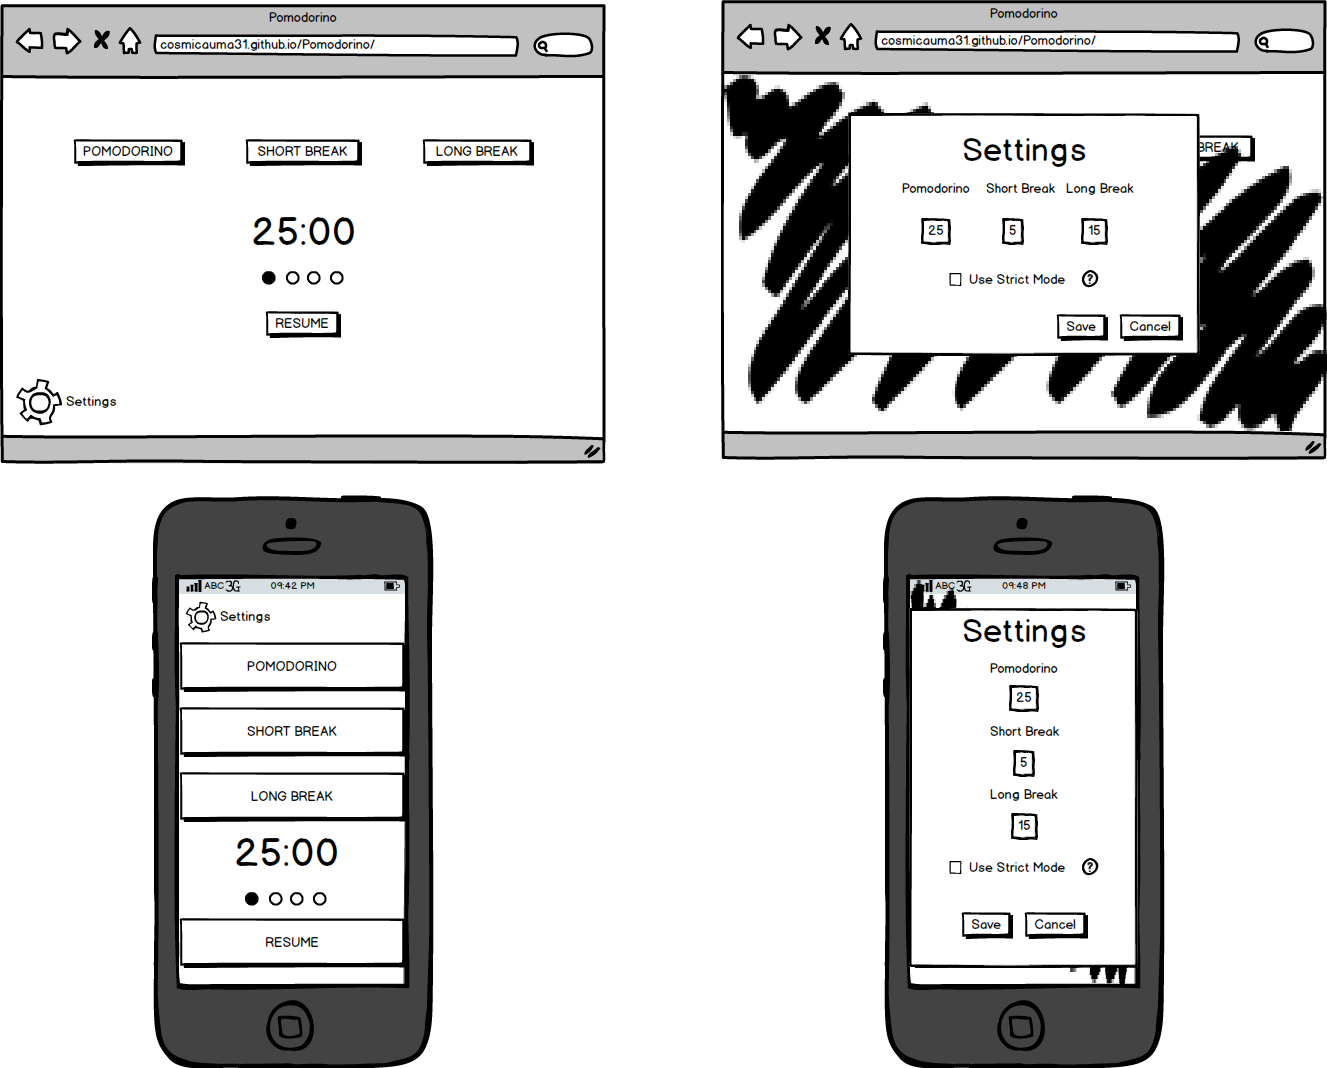 Pomodorino
cosmicauma31.github.io/Pomodorino/
POMODORINO SHORT BREAK LONG BREAK
25:00
RESUME
Settings
Pomodorino
cosmicauma31.github.io/Pomodorino/
BREAK
Settings
Pomodorino Short Break Long Break
25 5 15
Use Strict Mode ?
Save Cancel
ABC 3G 09:42 PM
Settings
POMODORINO
SHORT BREAK
LONG BREAK
25:00
RESUME
ABC 3G 09:48 PM
Settings
Pomodorino
25
Short Break
5
Long Break
15
Use Strict Mode ?
Save Cancel